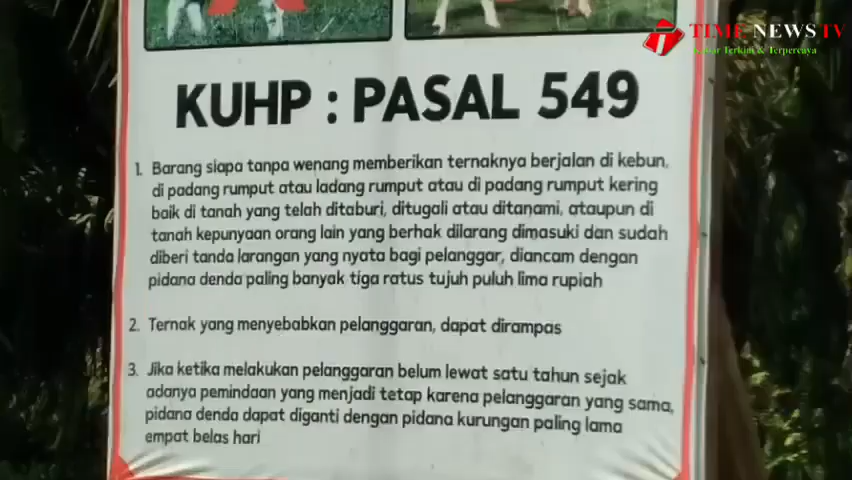 TIME NEWS TV
Kabar Terkini & Terpercaya
KUHP : PASAL 549
1. Barang siapa tanpa wenang memberikan ternaknya berjalan di kebun,
di padang rumput atau ladang rumput atau di padang rumput kering
baik di tanah yang telah ditaburi, ditugali atau ditanami, ataupun di
tanah kepunyaan orang lain yang berhak dilarang dimasuki dan sudah
diberi tanda larangan yang nyata bagi pelanggar, diancam dengan
pidana denda paling banyak tiga ratus tujuh puluh lima rupiah
2. Ternak yang menyebabkan pelanggaran, dapat dirampas
3. Jika ketika melakukan pelanggaran belum lewat satu tahun sejak
adanya pemindaan yang menjadi tetap karena pelanggaran yang sama,
pidana denda dapat diganti dengan pidana kurungan paling lama
empat belas hari